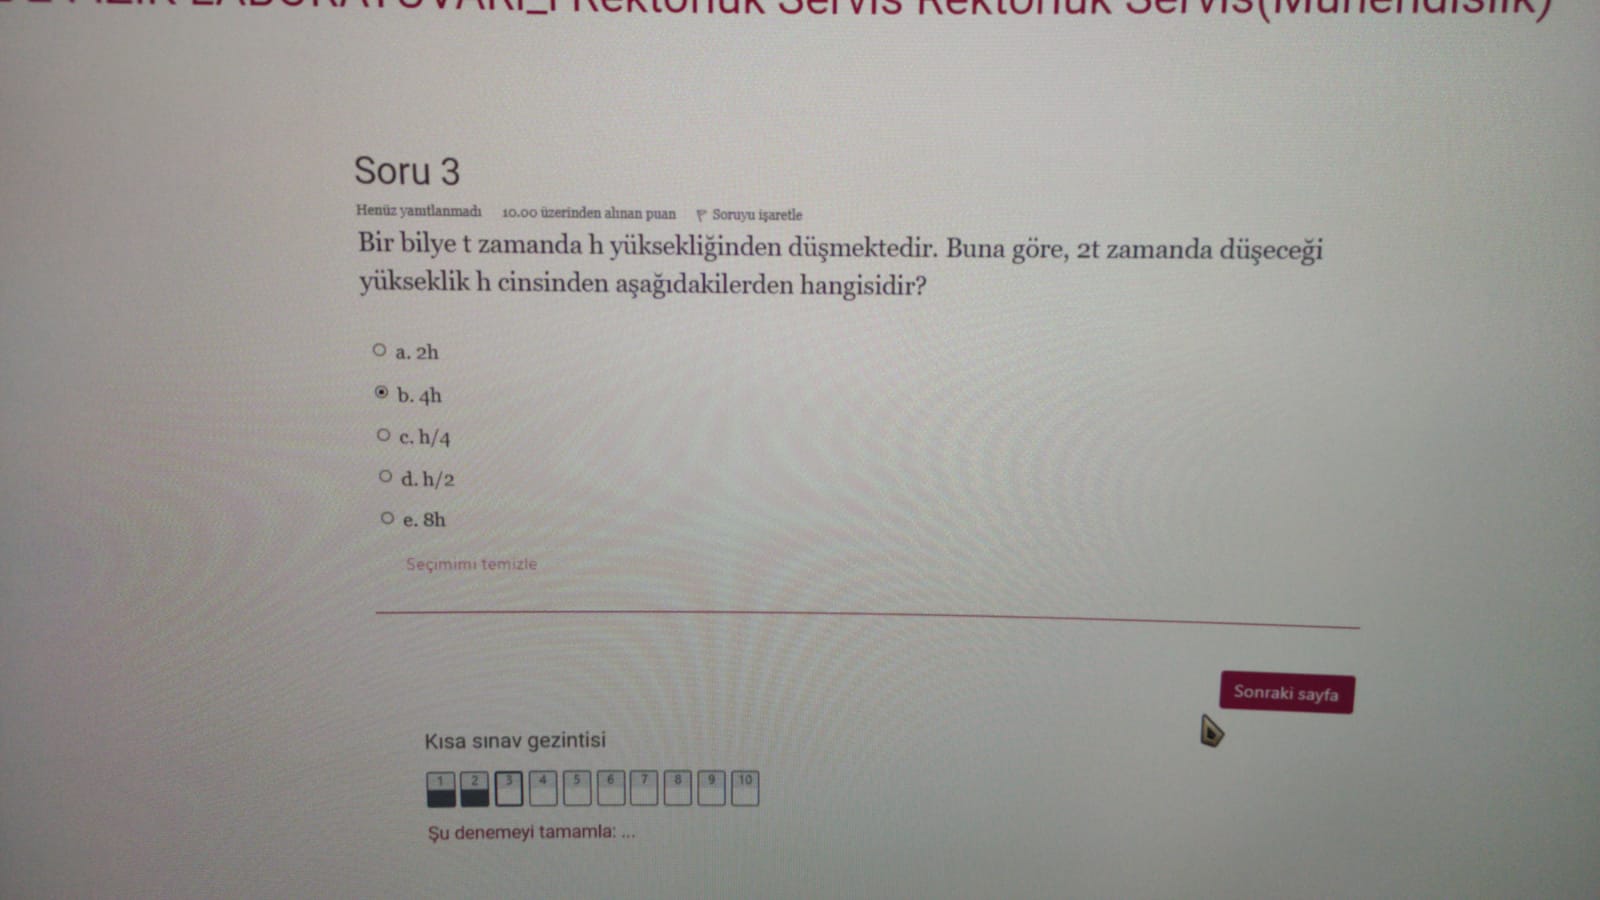 FİZİK LABORATUVARI_I Rektörlük Servis Rektörlük Servis(Mühendislik)
Soru 3
Henüz yanıtlanmadı 10.00 üzerinden alınan puan Soruyu işaretle
Bir bilye t zamanda h yüksekliğinden düşmektedir. Buna göre, 2t zamanda düşeceği
yükseklik h cinsinden aşağıdakilerden hangisidir?
a. 2h
b. 4h
c. h/4
d. h/2
e. 8h
Seçimimi temizle
Sonraki sayfa
Kısa sınav gezintisi
1 2 3 4 5 6 7 8 9 10
Şu denemeyi tamamla: ...